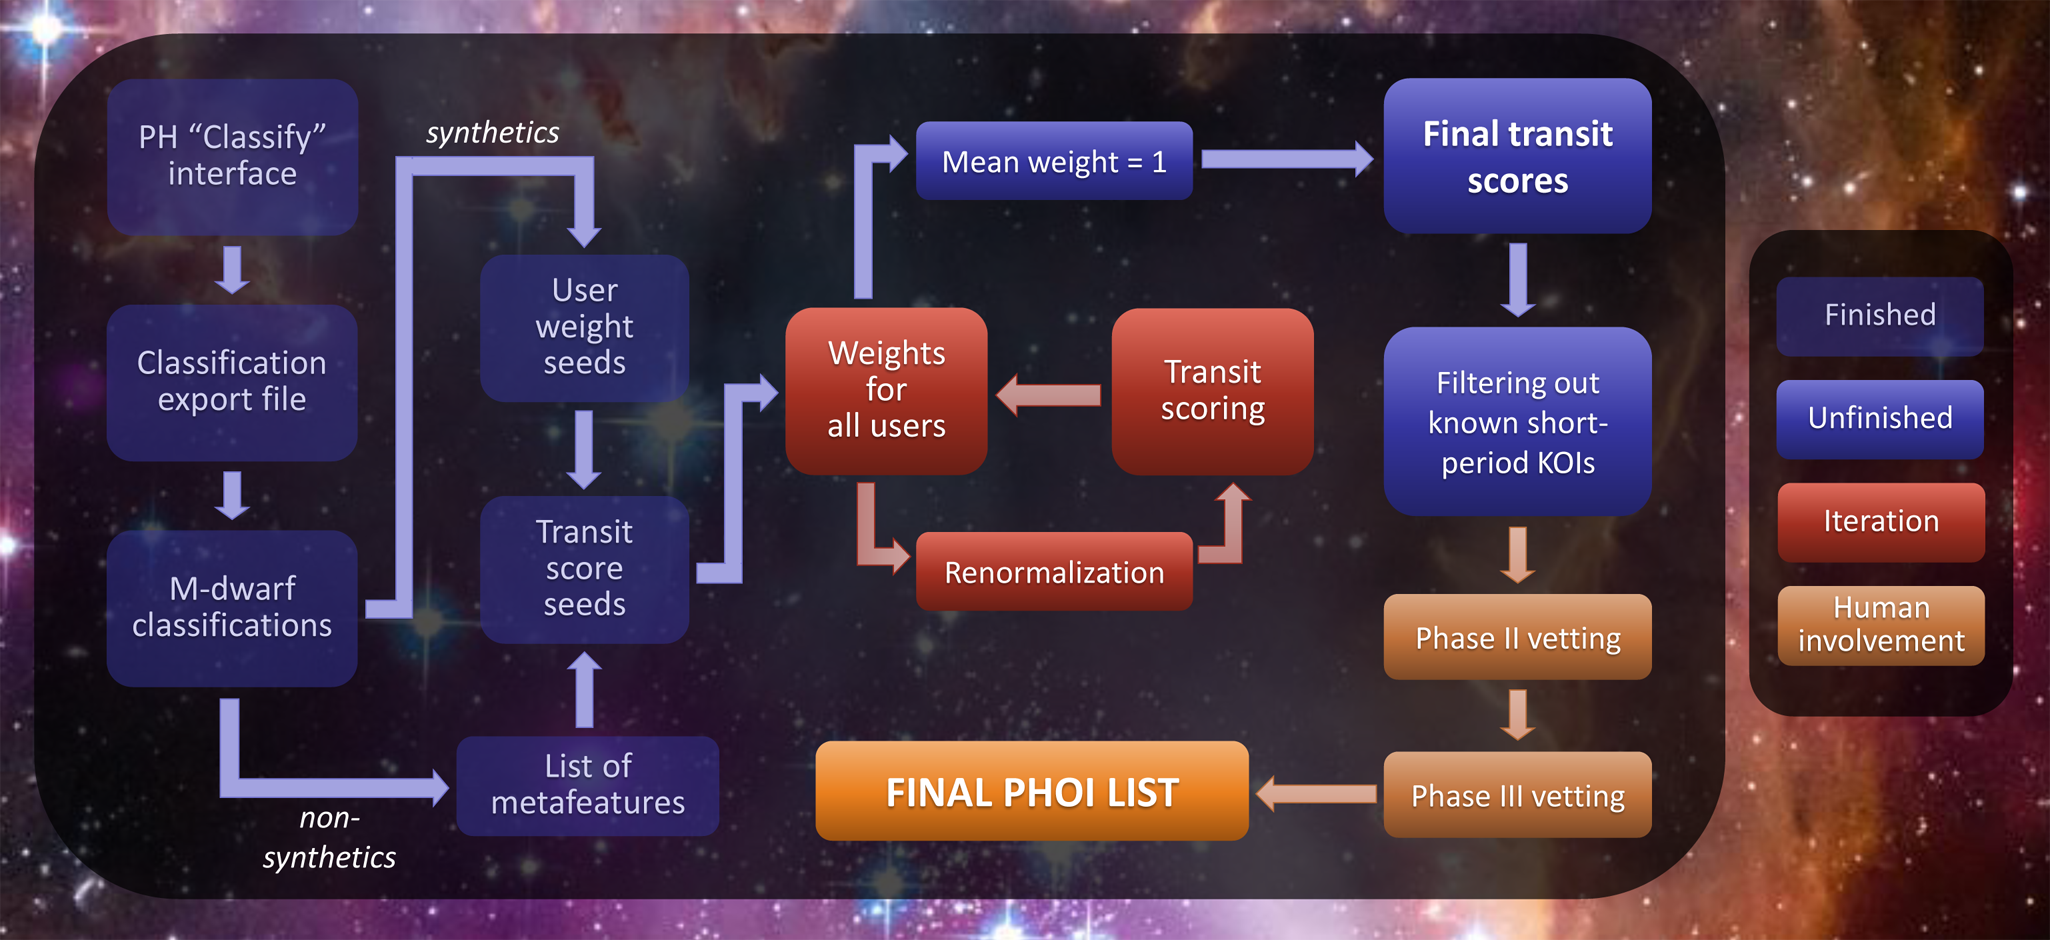 PH “Classify”
interface
Classification
export file
M-dwarf
classifications
synthetics
non-
synthetics
User
weight
seeds
Transit
score
seeds
List of
metafeatures
Weights
for
all users
Renormalization
Transit
scoring
Mean weight = 1
Final transit
scores
Filtering out
known short-
period KOIs
Phase II vetting
Phase III vetting
FINAL PHOI LIST
Finished
Unfinished
Iteration
Human
involvement